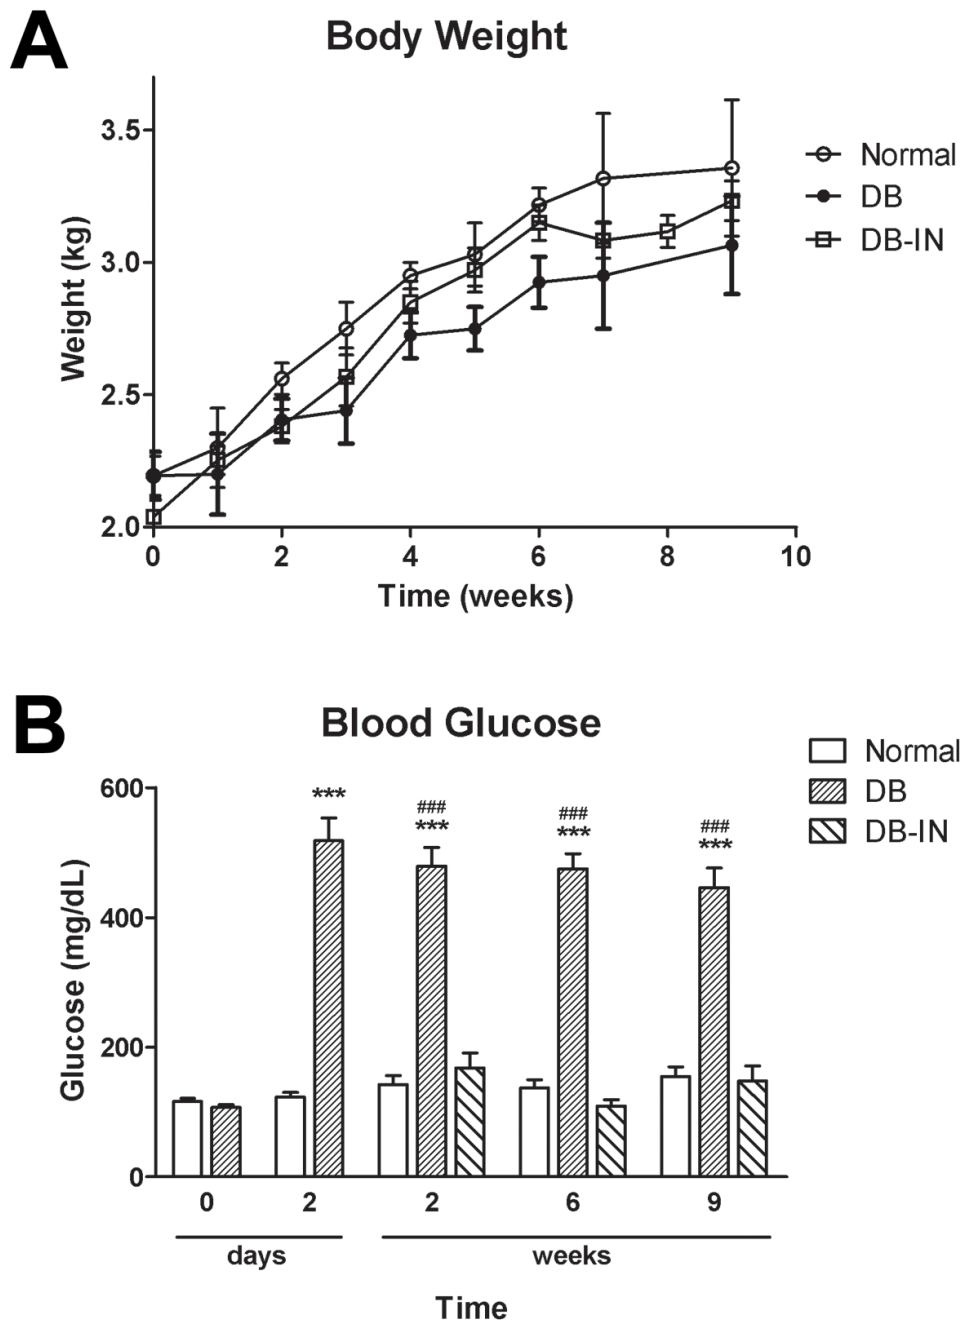 A
Body Weight
3.5
3.0
2.5
2.0
Weight (kg)
0 2 4 6 8 10
Time (weeks)
Normal
DB
DB-IN
B
Blood Glucose
Normal
DB
DB-IN
600
400
200
0
Glucose (mg/dL)
***
###
***
###
***
###
***
0 2 2 6 9
days weeks
Time